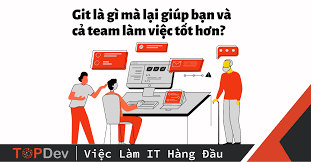 Git là gì mà lại giúp bạn và
cả team làm việc tốt hơn?
TOPDev | Việc Làm IT Hàng Đầu